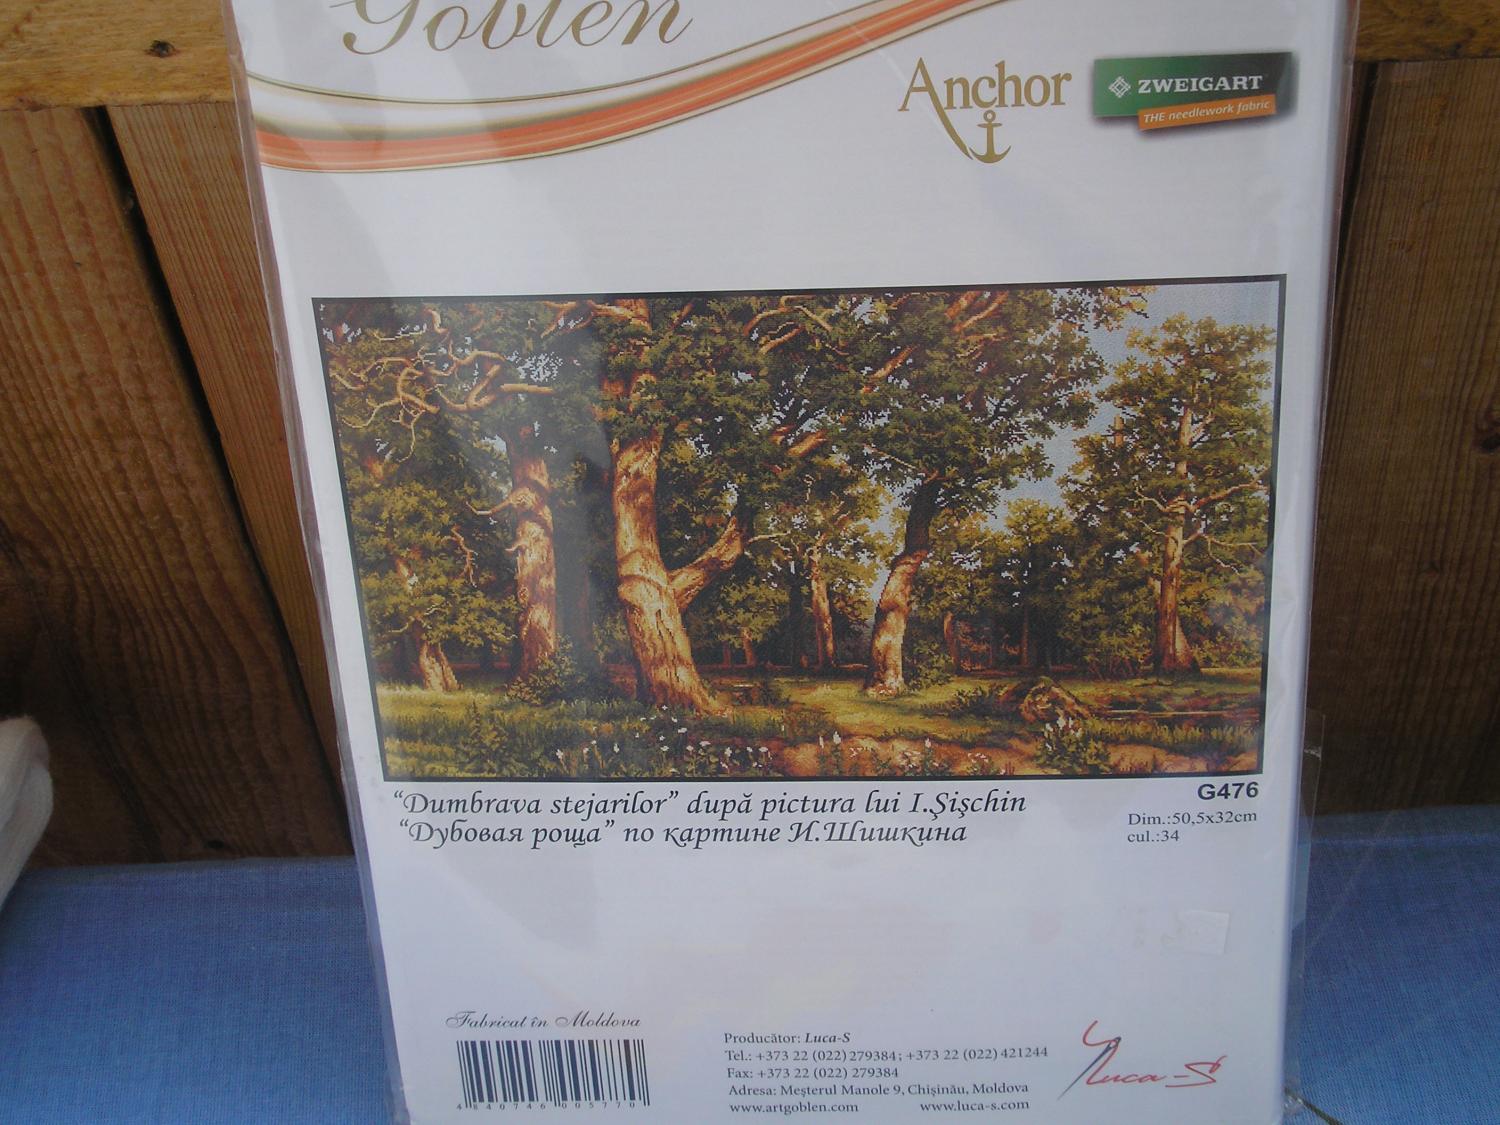 Goblen
Anchor
ZWEIGART
THE needlework fabric
"Dumbrava stejarilor" după pictura lui I.Şişchin
"Дубовая роща" по картине И.Шишкина
G476
Dim.:50,5x32cm
cul.:34
Fabricat în Moldova
4840746005770
Producător: Luca-S
Tel.: +373 22 (022) 279384; +373 22 (022) 421244
Fax: +373 22 (022) 279384
Adresa: Meşterul Manole 9, Chişinău, Moldova
www.artgoblen.com www.luca-s.com
Luca-S